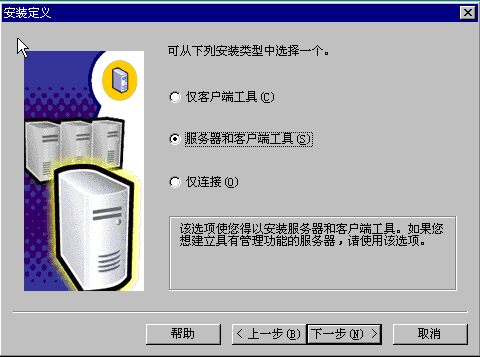 安装定义
可从下列安装类型中选择一个。
仅客户端工具(C)
服务器和客户端工具(S)
仅连接(O)
该选项使您得以安装服务器和客户端工具。如果您
想建立具有管理功能的服务器，请使用该选项。
帮助
< 上一步(B)
下一步(N) >
取消